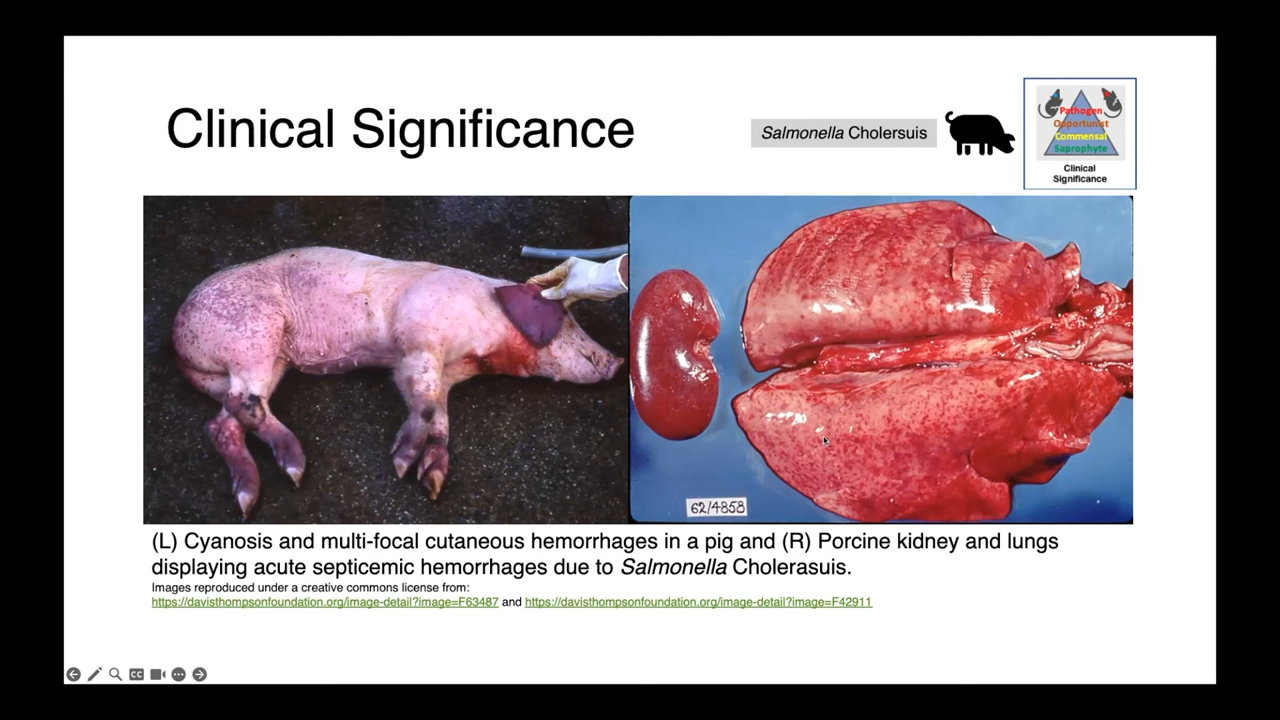 Clinical Significance
Salmonella Cholersuis
Pathogen
Opportunist
Commensal
Saprophyte
Clinical
Significance
62/4858
(L) Cyanosis and multi-focal cutaneous hemorrhages in a pig and (R) Porcine kidney and lungs
displaying acute septicemic hemorrhages due to Salmonella Cholerasuis.
Images reproduced under a creative commons license from:
https://davisthompsonfoundation.org/image-detail?image=F63487 and https://davisthompsonfoundation.org/image-detail?image=F42911
CC